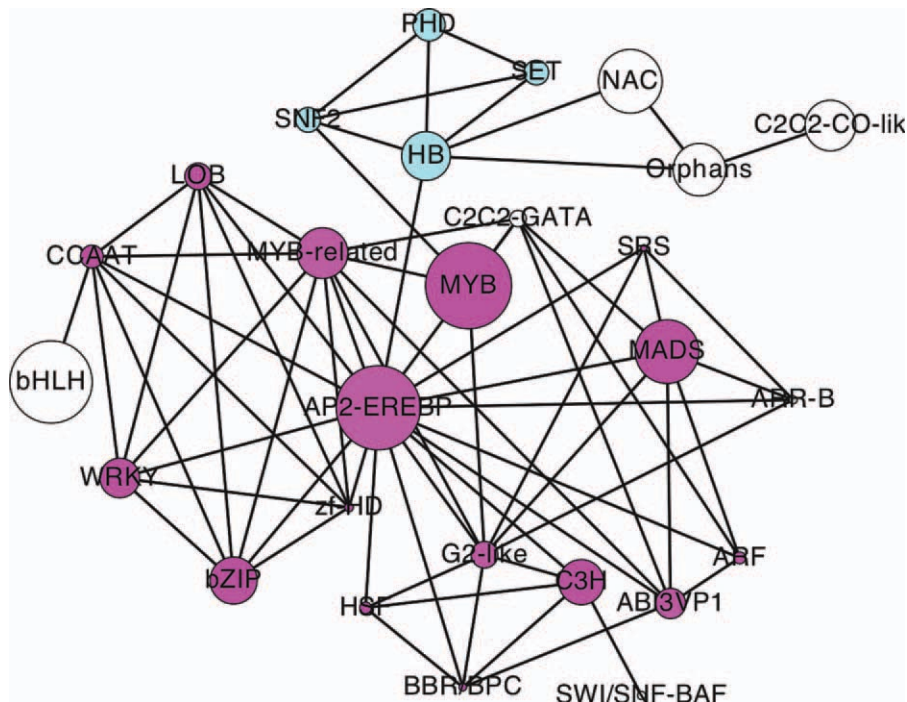 PHD
SET
NAC
SNF2
C2C2-CO-lik
HB
Orphans
LOB
C2C2-GATA
CCAAT
MYB-related
SRS
MYB
MADS
bHLH
AP2-EREBP
ARR-B
WRKY
zf-HD
G2-like
ARF
bZIP
C3H
HSF
ABI3VP1
BBR/BPC
SWI/SNF-BAF